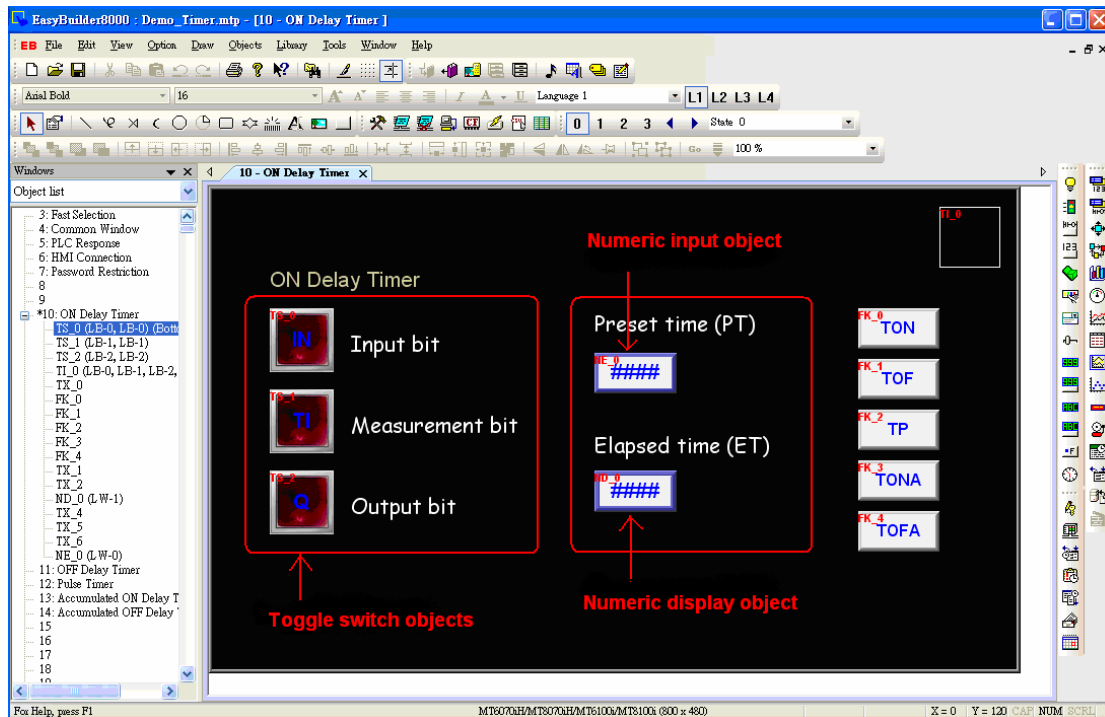 EasyBuilder8000 : Demo_Timer.mtp - [10 - ON Delay Timer ]
EB File Edit View Option Draw Objects Library Tools Window Help
Arial Bold 16 Language 1 L1 L2 L3 L4
0 1 2 3 State 0
Go 100 %
Windows
10 - ON Delay Timer
Object list
3: Fast Selection
4: Common Window
5: PLC Response
6: HMI Connection
7: Password Restriction
8
9
*10: ON Delay Timer
TS_0 (LB-0, LB-0) (Botto
TS_1 (LB-1, LB-1)
TS_2 (LB-2, LB-2)
TI_0 (LB-0, LB-1, LB-2,
TX_0
FK_0
FK_1
FK_2
FK_3
FK_4
TX_1
TX_2
ND_0 (LW-1)
TX_4
TX_5
TX_6
NE_0 (LW-0)
11: OFF Delay Timer
12: Pulse Timer
13: Accumulated ON Delay T
14: Accumulated OFF Delay
15
16
17
18
19
TI_0
Numeric input object
ON Delay Timer
TS_0
IN
Input bit
TS_1
TI
Measurement bit
TS_2
Q
Output bit
Toggle switch objects
Preset time (PT)
NE_0
####
Elapsed time (ET)
ND_0
####
Numeric display object
FK_0
TON
FK_1
TOF
FK_2
TP
FK_3
TONA
FK_4
TOFA
For Help, press F1 MT6070iH/MT8070iH/MT6100i/MT8100i (800 x 480) X = 0 Y = 120 CAP NUM SCRL